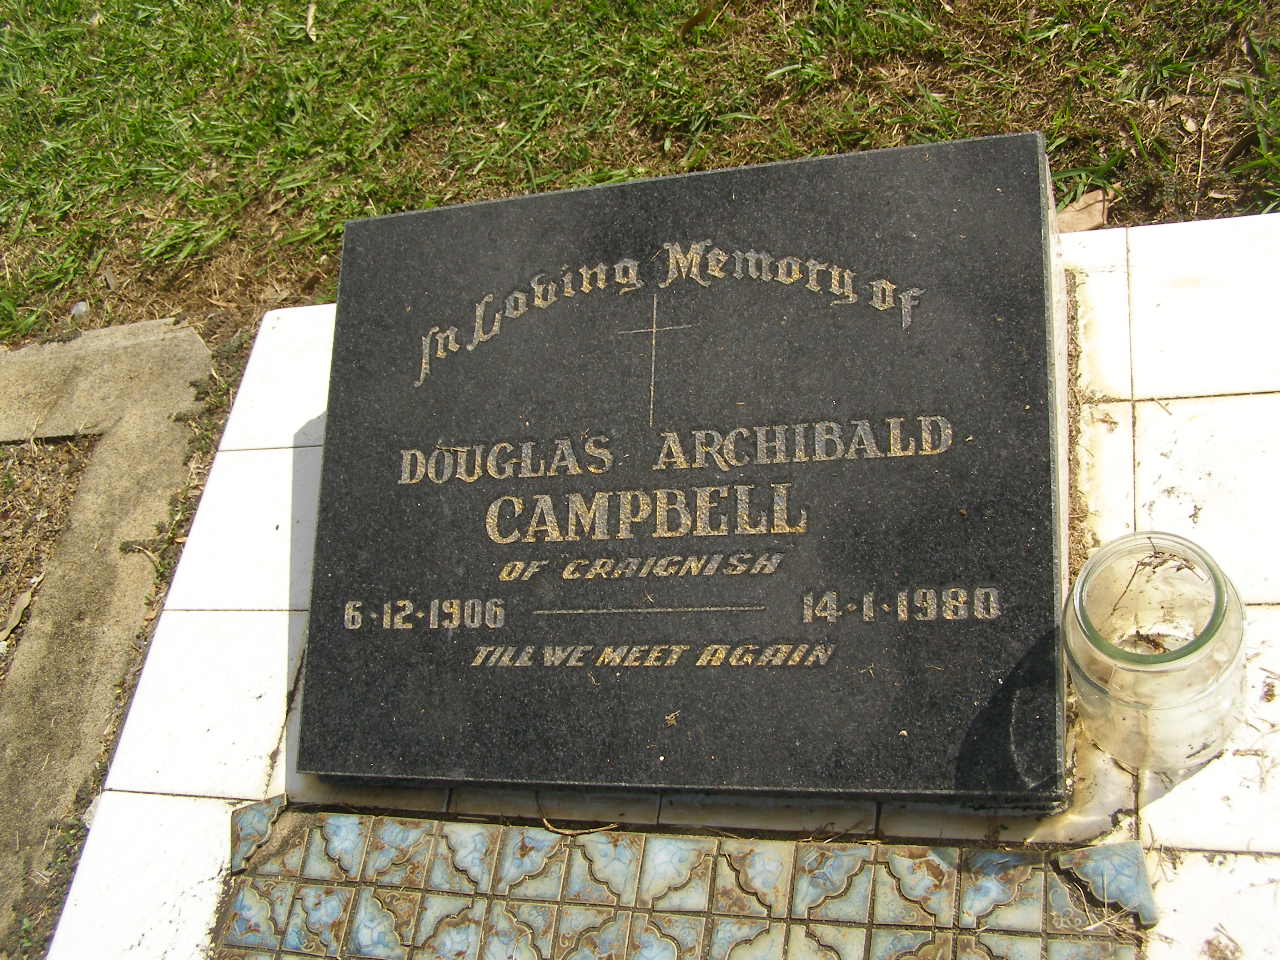 In Loving Memory of
DOUGLAS ARCHIBALD
CAMPBELL
OF CRAIGNISH
6·12·1906 14·1·1980
TILL WE MEET AGAIN